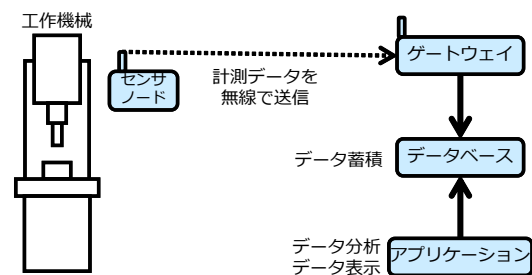 工作機械
センサ
ノード
計測データを
無線で送信
ゲートウェイ
データ蓄積
データベース
データ分析
データ表示
アプリケーション